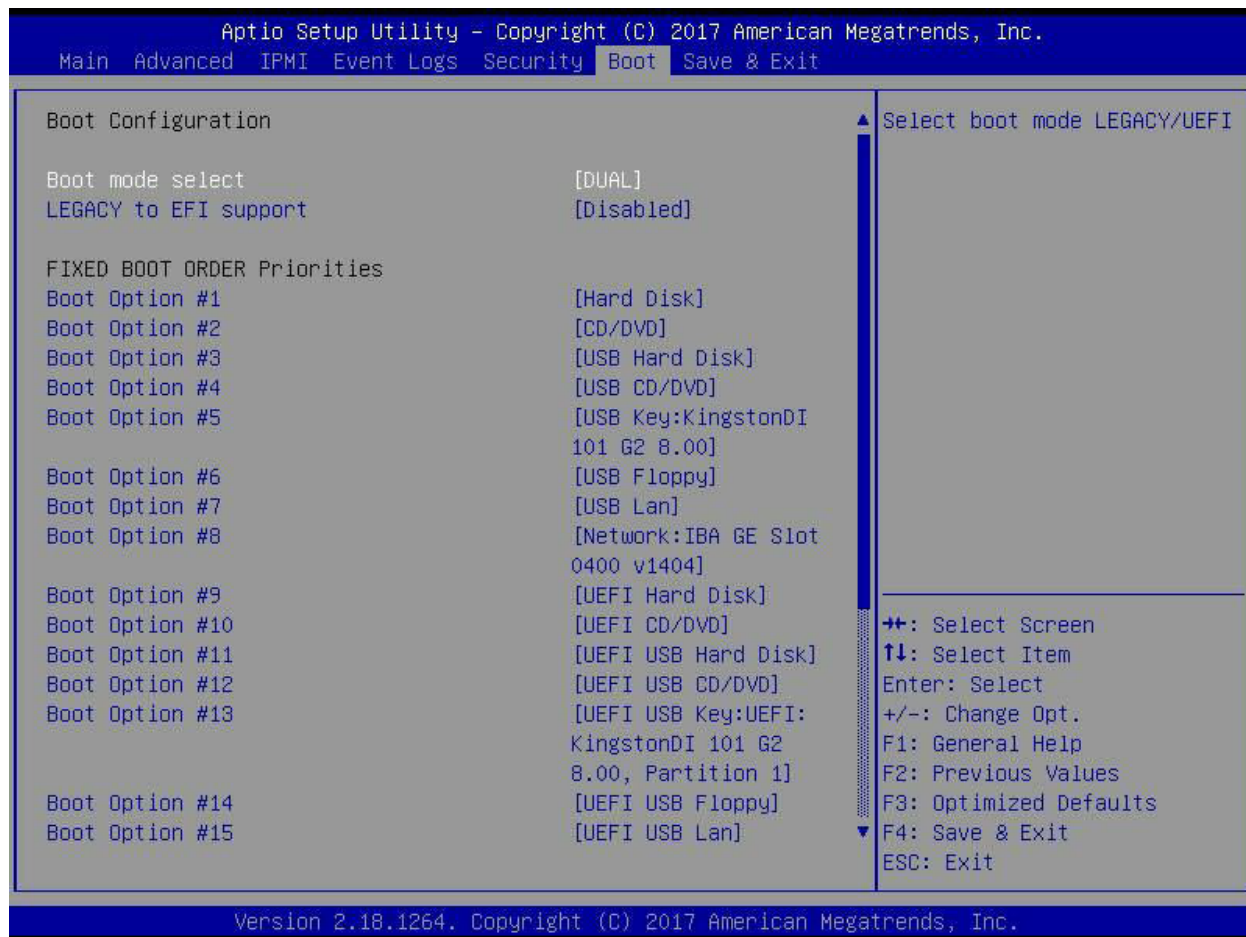 Aptio Setup Utility – Copyright (C) 2017 American Megatrends, Inc.
Main Advanced IPMI Event Logs Security Boot Save & Exit
Boot Configuration
Boot mode select [DUAL]
LEGACY to EFI support [Disabled]
FIXED BOOT ORDER Priorities
Boot Option #1 [Hard Disk]
Boot Option #2 [CD/DVD]
Boot Option #3 [USB Hard Disk]
Boot Option #4 [USB CD/DVD]
Boot Option #5 [USB Key:KingstonDI
101 G2 8.00]
Boot Option #6 [USB Floppy]
Boot Option #7 [USB Lan]
Boot Option #8 [Network:IBA GE Slot
0400 v1404]
Boot Option #9 [UEFI Hard Disk]
Boot Option #10 [UEFI CD/DVD]
Boot Option #11 [UEFI USB Hard Disk]
Boot Option #12 [UEFI USB CD/DVD]
Boot Option #13 [UEFI USB Key:UEFI:
KingstonDI 101 G2
8.00, Partition 1]
Boot Option #14 [UEFI USB Floppy]
Boot Option #15 [UEFI USB Lan]
Select boot mode LEGACY/UEFI
→←: Select Screen
↑↓: Select Item
Enter: Select
+/-: Change Opt.
F1: General Help
F2: Previous Values
F3: Optimized Defaults
F4: Save & Exit
ESC: Exit
Version 2.18.1264. Copyright (C) 2017 American Megatrends, Inc.